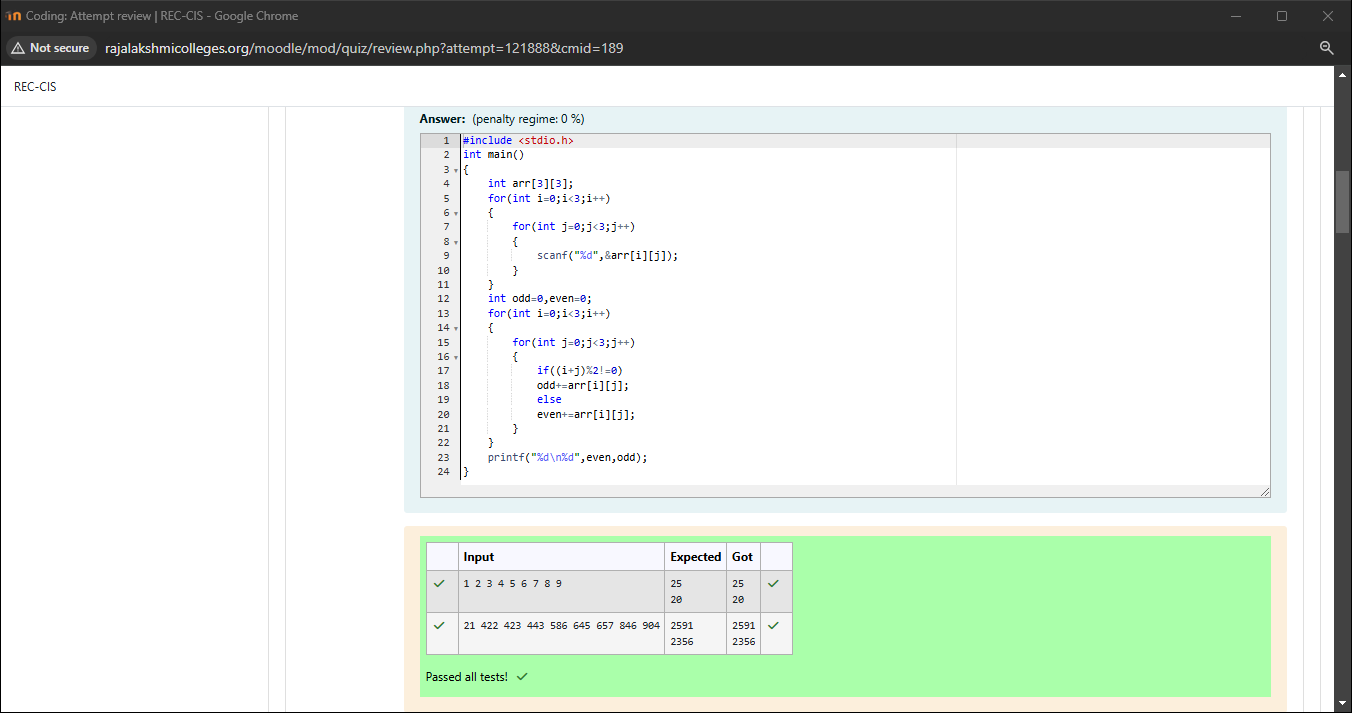 Coding: Attempt review | REC-CIS - Google Chrome
Not secure rajalakshmicolleges.org/moodle/mod/quiz/review.php?attempt=121888&cmid=189
REC-CIS
Answer: (penalty regime: 0 %)
1 #include <stdio.h>
2 int main()
3 {
4 int arr[3][3];
5 for(int i=0;i<3;i++)
6 {
7 for(int j=0;j<3;j++)
8 {
9 scanf("%d",&arr[i][j]);
10 }
11 }
12 int odd=0,even=0;
13 for(int i=0;i<3;i++)
14 {
15 for(int j=0;j<3;j++)
16 {
17 if((i+j)%2!=0)
18 odd+=arr[i][j];
19 else
20 even+=arr[i][j];
21 }
22 }
23 printf("%d\n%d",even,odd);
24 }
Input Expected Got
1 2 3 4 5 6 7 8 9 25 25
20 20
21 422 423 443 586 645 657 846 904 2591 2591
2356 2356
Passed all tests!